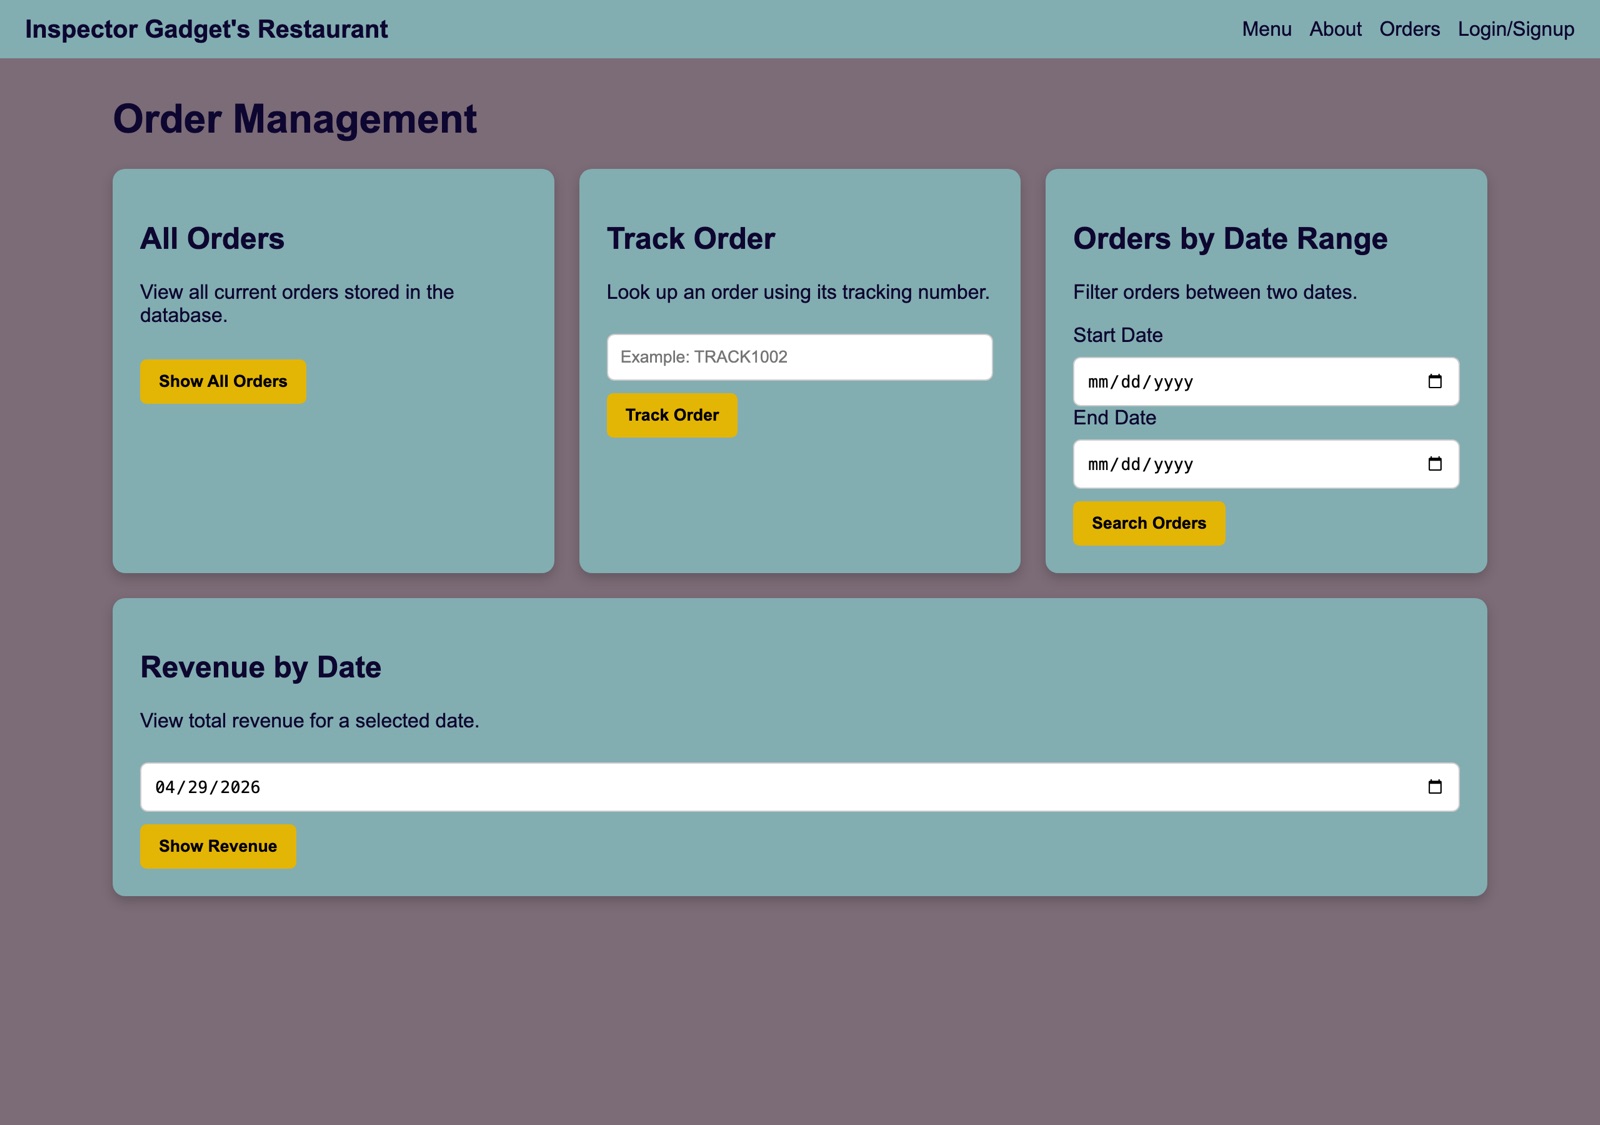 Inspector Gadget's Restaurant
Menu About Orders Login/Signup
Order Management
All Orders
View all current orders stored in the
database.
Show All Orders
Track Order
Look up an order using its tracking number.
Example: TRACK1002
Track Order
Orders by Date Range
Filter orders between two dates.
Start Date
mm/dd/yyyy
End Date
mm/dd/yyyy
Search Orders
Revenue by Date
View total revenue for a selected date.
04/29/2026
Show Revenue